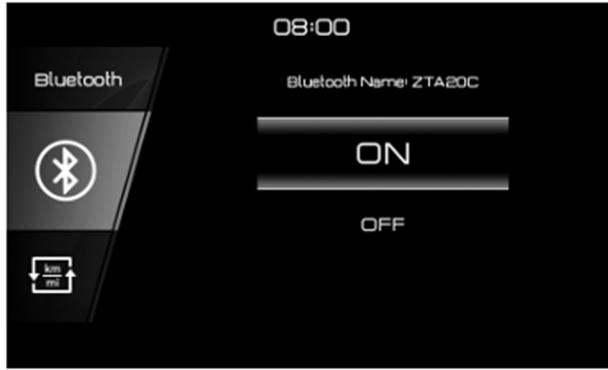 08:00
Bluetooth
Bluetooth Name: ZTA20C
ON
OFF
km
mi